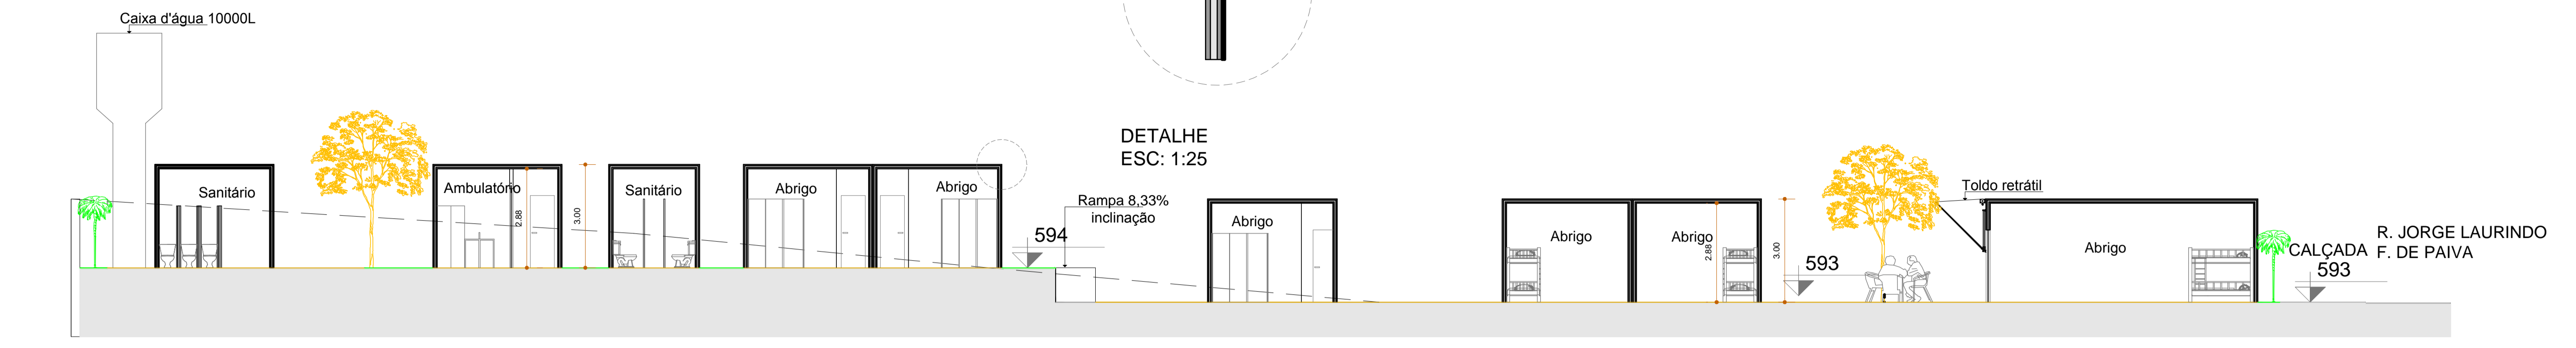 Caixa d'água 10000L
DETALHE
ESC: 1:25
Sanitário
Ambulatório
2.88
3.00
Sanitário
Abrigo
Abrigo
594
Rampa 8,33%
inclinação
Abrigo
Abrigo
Abrigo
2.88
3.00
593
Toldo retrátil
Abrigo
CALÇADA
593
R. JORGE LAURINDO
F. DE PAIVA